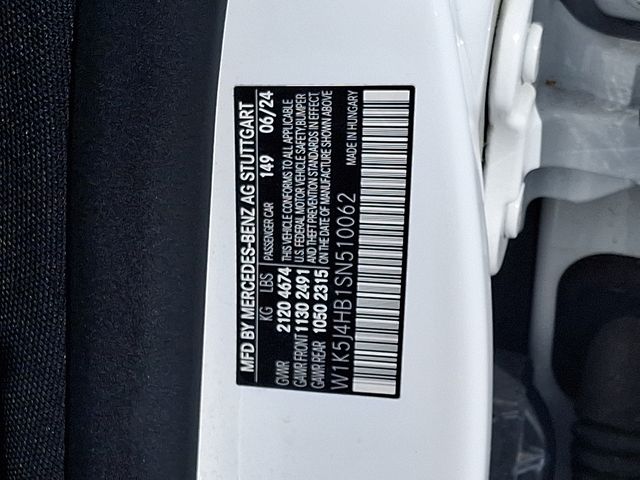 MFD BY MERCEDES-BENZ AG STUTTGART
KG LBS PASSENGER CAR 149 06/24
GWR 2120 4674
GAWR FRONT 1130 2491
GAWR REAR 1050 2315
THIS VEHICLE CONFORMS TO ALL APPLICABLE
U.S. FEDERAL MOTOR VEHICLE SAFETY, BUMPER
AND THEFT PREVENTION STANDARDS IN EFFECT
ON THE DATE OF MANUFACTURE SHOWN ABOVE
W1K5J4HB1SN510062 MADE IN HUNGARY